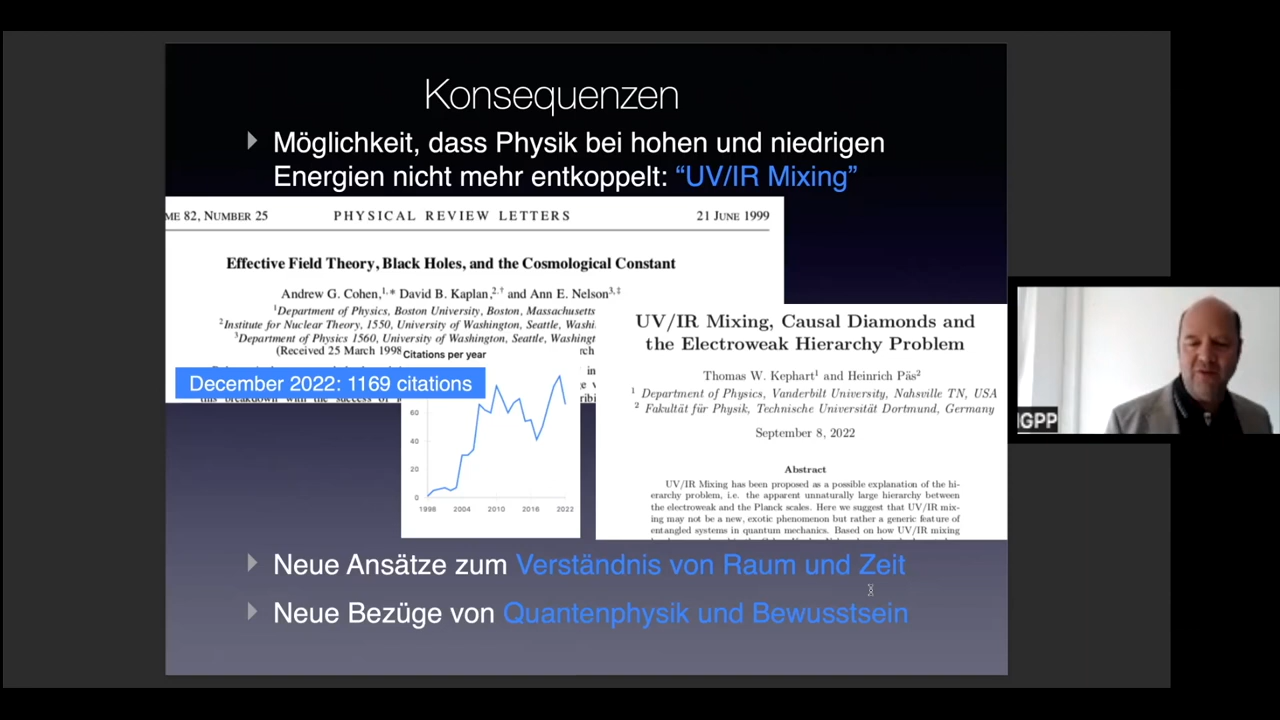 Konsequenzen
Möglichkeit, dass Physik bei hohen und niedrigen
Energien nicht mehr entkoppelt: “UV/IR Mixing”
ME 82, NUMBER 25 PHYSICAL REVIEW LETTERS 21 JUNE 1999
Effective Field Theory, Black Holes, and the Cosmological Constant
Andrew G. Cohen,1,* David B. Kaplan,2,† and Ann E. Nelson3,‡
1Department of Physics, Boston University, Boston, Massachusetts
2Institute for Nuclear Theory, 1550, University of Washington, Seattle, Washi
3Department of Physics 1560, University of Washington, Seattle, Washingt
(Received 25 March 1998
rch
Citations per year
December 2022: 1169 citations
60
40
20
0
1998 2004 2010 2016 2022
UV/IR Mixing, Causal Diamonds and
the Electroweak Hierarchy Problem
Thomas W. Kephart1 and Heinrich Päs2
1 Department of Physics, Vanderbilt University, Nahsville TN, USA
2 Fakultät für Physik, Technische Universität Dortmund, Germany
September 8, 2022
Abstract
UV/IR Mixing has been proposed as a possible explanation of the hi-
erarchy problem, i.e. the apparent unnaturally large hierarchy between
the electroweak and the Planck scales. Here we suggest that UV/IR mix-
ing may not be a new, exotic phenomenon but rather a generic feature of
entangled systems in quantum mechanics. Based on how UV/IR mixing
Neue Ansätze zum Verständnis von Raum und Zeit
Neue Bezüge von Quantenphysik und Bewusstsein
IGPP